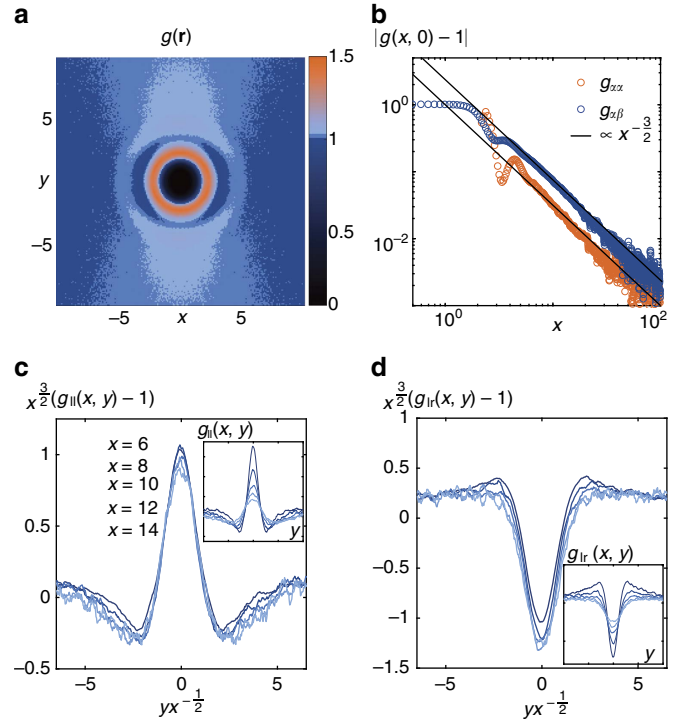 a
g(r)
5
y
−5
−5
x
5
1.5
1
0.5
0
b
|g(x, 0) − 1|
g_αα
g_αβ
∝ x^{−3/2}
10^0
10^{−2}
10^0
x
10^2
c
x^{3/2}(g_ll(x, y) − 1)
x = 6
x = 8
x = 10
x = 12
x = 14
g_ll(x, y)
y
1
0.5
0
−0.5
−5
0
5
yx^{−1/2}
d
x^{3/2}(g_lr(x, y) − 1)
1
0.4
0
−1
−1.5
g_lr (x, y)
y
−5
0
5
yx^{−1/2}